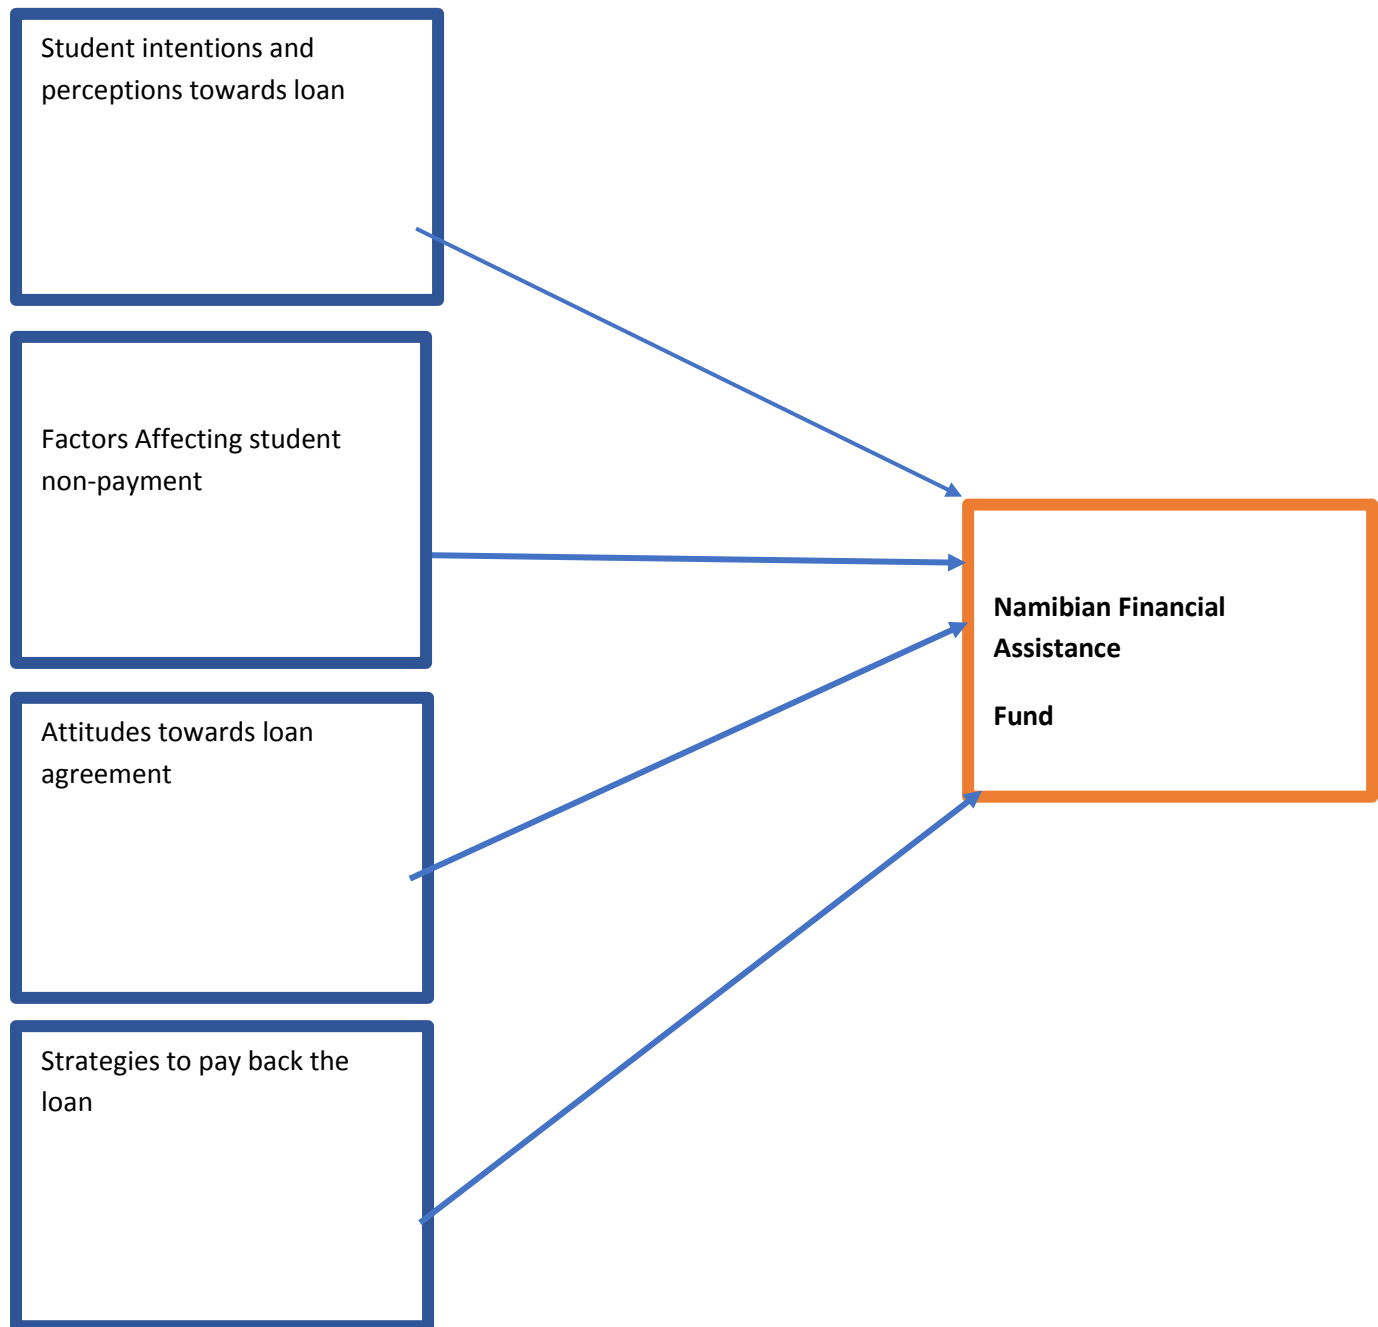 Student intentions and
perceptions towards loan
Factors Affecting student
non-payment
Attitudes towards loan
agreement
Strategies to pay back the
loan
Namibian Financial
Assistance
Fund